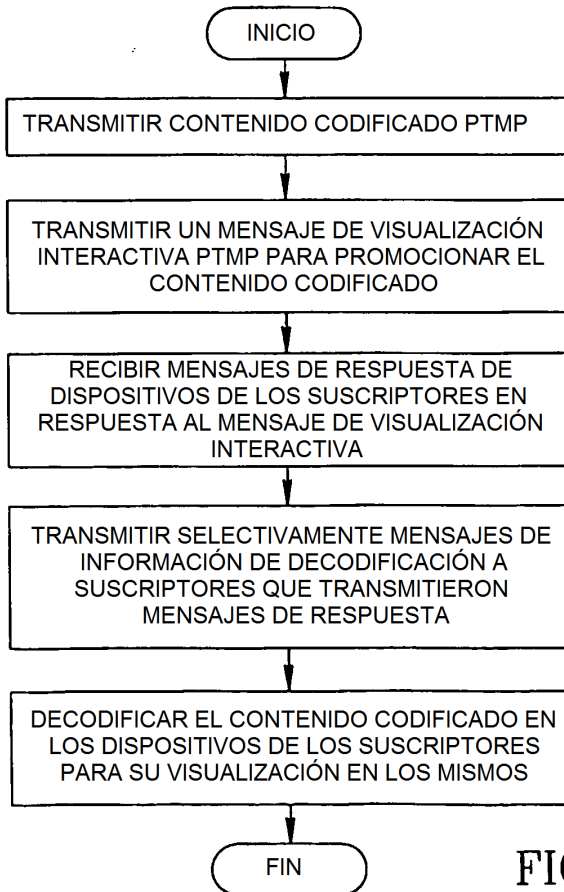 INICIO
TRANSMITIR CONTENIDO CODIFICADO PTMP
TRANSMITIR UN MENSAJE DE VISUALIZACIÓN
INTERACTIVA PTMP PARA PROMOCIONAR EL
CONTENIDO CODIFICADO
RECIBIR MENSAJES DE RESPUESTA DE
DISPOSITIVOS DE LOS SUSCRIPTORES EN
RESPUESTA AL MENSAJE DE VISUALIZACIÓN
INTERACTIVA
TRANSMITIR SELECTIVAMENTE MENSAJES DE
INFORMACIÓN DE DECODIFICACIÓN A
SUSCRIPTORES QUE TRANSMITIERON
MENSAJES DE RESPUESTA
DECODIFICAR EL CONTENIDO CODIFICADO EN
LOS DISPOSITIVOS DE LOS SUSCRIPTORES
PARA SU VISUALIZACIÓN EN LOS MISMOS
FIN